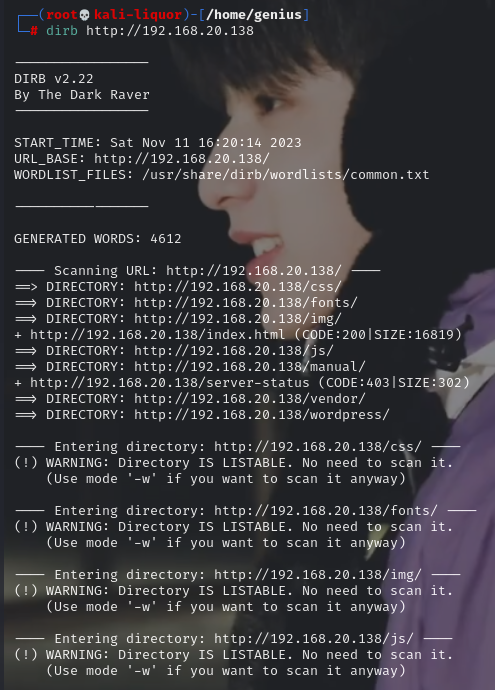 ┌──(root💀kali-liquor)-[/home/genius]
└─# dirb http://192.168.20.138
-----------------
DIRB v2.22
By The Dark Raver
-----------------
START_TIME: Sat Nov 11 16:20:14 2023
URL_BASE: http://192.168.20.138/
WORDLIST_FILES: /usr/share/dirb/wordlists/common.txt
-----------------
GENERATED WORDS: 4612
---- Scanning URL: http://192.168.20.138/ ----
==> DIRECTORY: http://192.168.20.138/css/
==> DIRECTORY: http://192.168.20.138/fonts/
==> DIRECTORY: http://192.168.20.138/img/
+ http://192.168.20.138/index.html (CODE:200|SIZE:16819)
==> DIRECTORY: http://192.168.20.138/js/
==> DIRECTORY: http://192.168.20.138/manual/
+ http://192.168.20.138/server-status (CODE:403|SIZE:302)
==> DIRECTORY: http://192.168.20.138/vendor/
==> DIRECTORY: http://192.168.20.138/wordpress/
---- Entering directory: http://192.168.20.138/css/ ----
(!) WARNING: Directory IS LISTABLE. No need to scan it.
(Use mode '-w' if you want to scan it anyway)
---- Entering directory: http://192.168.20.138/fonts/ ----
(!) WARNING: Directory IS LISTABLE. No need to scan it.
(Use mode '-w' if you want to scan it anyway)
---- Entering directory: http://192.168.20.138/img/ ----
(!) WARNING: Directory IS LISTABLE. No need to scan it.
(Use mode '-w' if you want to scan it anyway)
---- Entering directory: http://192.168.20.138/js/ ----
(!) WARNING: Directory IS LISTABLE. No need to scan it.
(Use mode '-w' if you want to scan it anyway)